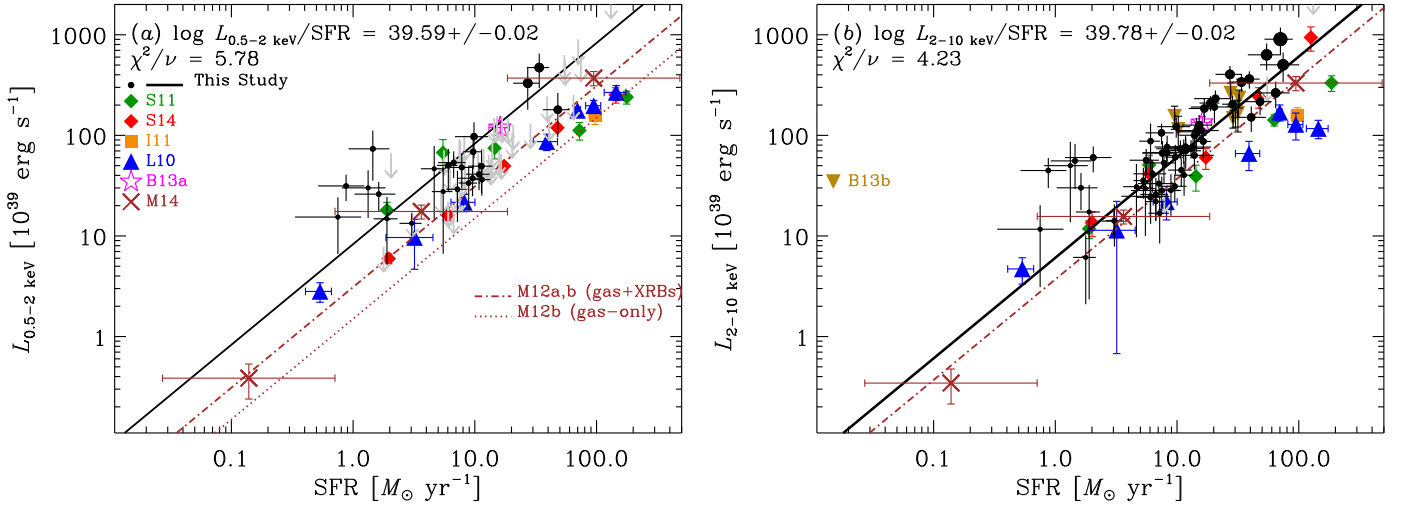 (a) log L0.5−2 keV/SFR = 39.59+/−0.02
χ2/ν = 5.78
This Study
S11
S14
I11
L10
B13a
M14
M12a,b (gas+XRBs)
M12b (gas−only)
1000
100
10
1
L0.5−2 keV [10^39 erg s^−1]
0.1
1.0
10.0
100.0
SFR [M⊙ yr^−1]
(b) log L2−10 keV/SFR = 39.78+/−0.02
χ2/ν = 4.23
B13b
1000
100
10
1
L2−10 keV [10^39 erg s^−1]
0.1
1.0
10.0
100.0
SFR [M⊙ yr^−1]